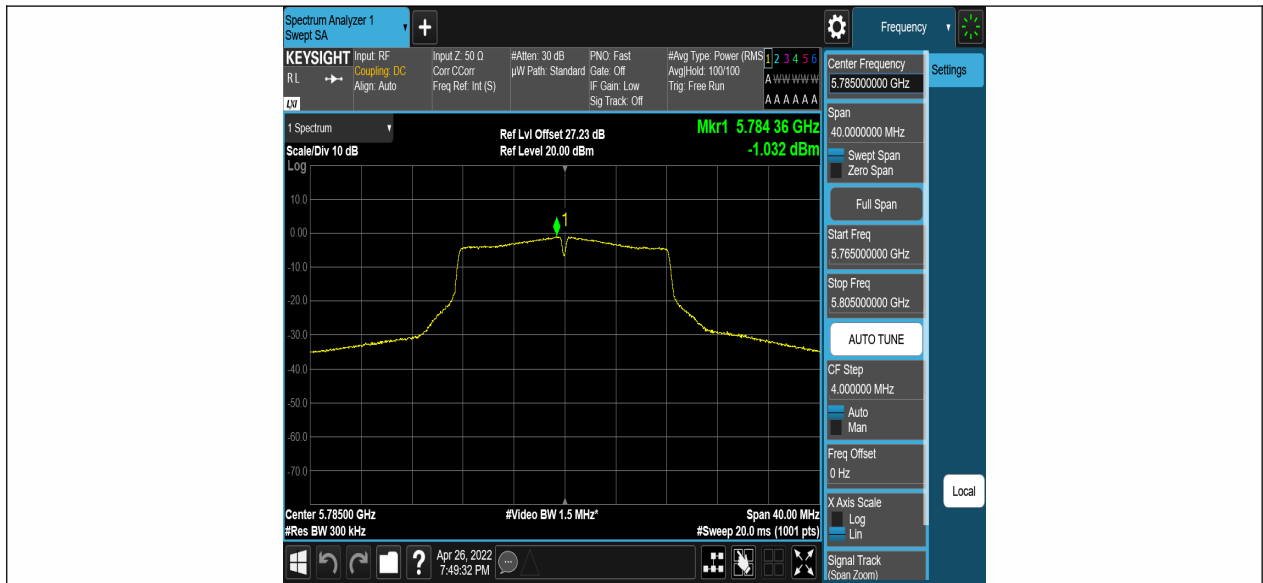 Spectrum Analyzer 1
Swept SA
+
Frequency
KEYSIGHT
RL
LXI
Input: RF
Coupling: DC
Align: Auto
Input Z: 50 Ω
Corr CCorr
Freq Ref: Int (S)
#Atten: 30 dB
µW Path: Standard
PNO: Fast
Gate: Off
IF Gain: Low
Sig Track: Off
#Avg Type: Power (RMS
Avg|Hold: 100/100
Trig: Free Run
1 2 3 4 5 6
A W W W W W
A A A A A A
1 Spectrum
Scale/Div 10 dB
Ref Lvl Offset 27.23 dB
Ref Level 20.00 dBm
Mkr1 5.784 36 GHz
-1.032 dBm
Log
10.0
0.00
-10.0
-20.0
-30.0
-40.0
-50.0
-60.0
-70.0
1
Center 5.78500 GHz
#Res BW 300 kHz
#Video BW 1.5 MHz*
Span 40.00 MHz
#Sweep 20.0 ms (1001 pts)
Center Frequency
5.785000000 GHz
Settings
Span
40.0000000 MHz
Swept Span
Zero Span
Full Span
Start Freq
5.765000000 GHz
Stop Freq
5.805000000 GHz
AUTO TUNE
CF Step
4.000000 MHz
Auto
Man
Freq Offset
0 Hz
X Axis Scale
Log
Lin
Local
Signal Track
(Span Zoom)
?
Apr 26, 2022
7:49:32 PM